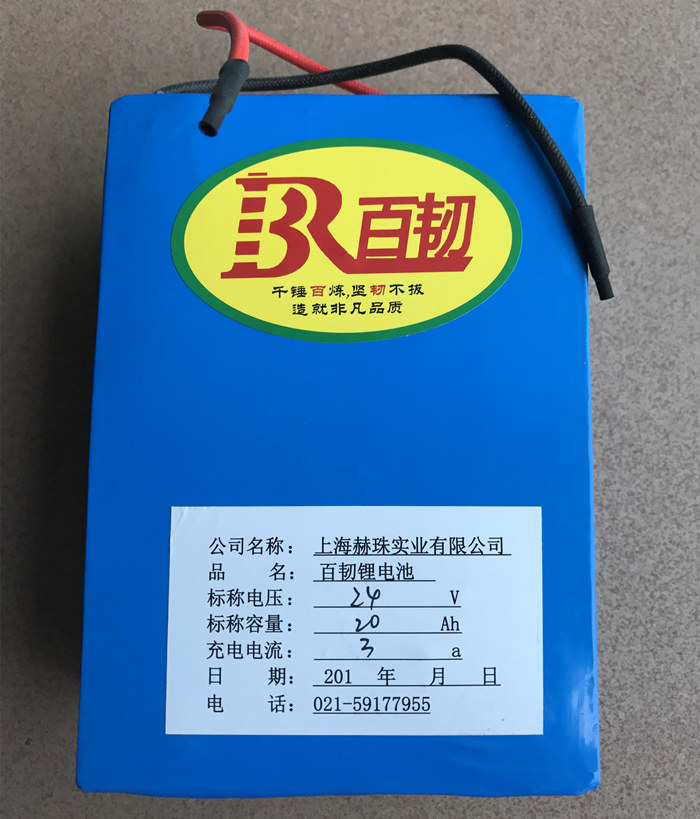 BR百韧
千锤百炼,坚韧不拔
造就非凡品质
公司名称: 上海赫珠实业有限公司
品 名: 百韧锂电池
标称电压: 24 V
标称容量: 20 Ah
充电电流: 3 a
日 期: 201 年 月 日
电 话: 021-59177955